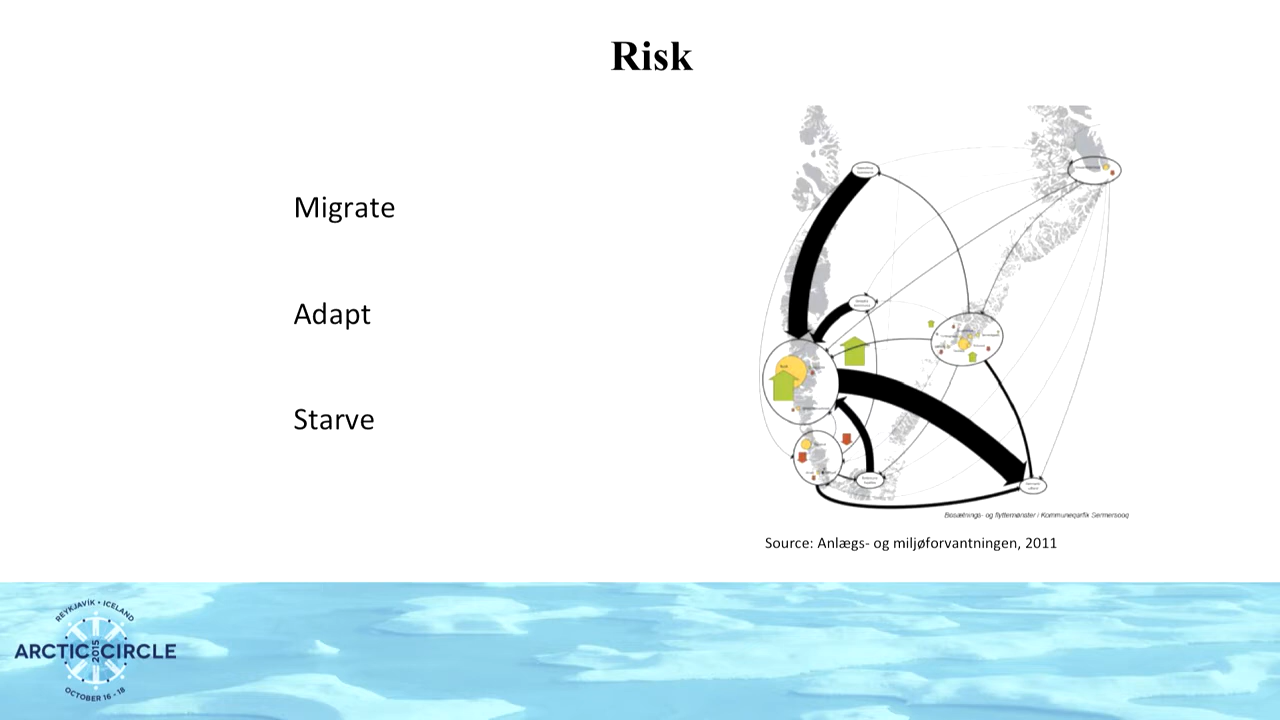 Risk
Migrate
Adapt
Starve
Bosætnings- og flyttemønster i Kommuneqarfik Sermersooq
Source: Anlægs- og miljøforvantningen, 2011
REYKJAVÍK • ICELAND
ARCTIC 2015 CIRCLE
OCTOBER 16 - 18